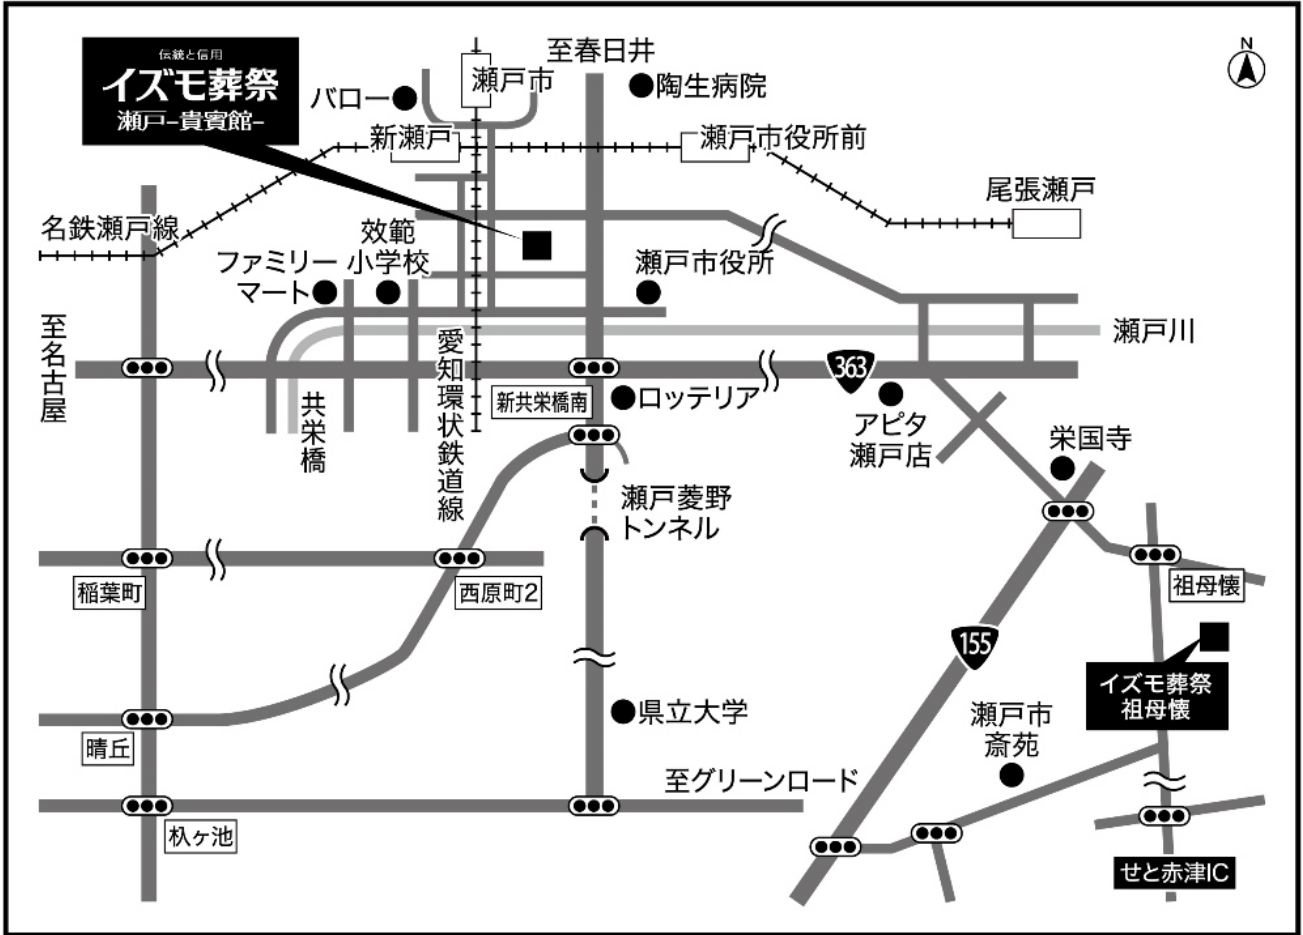 伝統と信用
イズモ葬祭
瀬戸-貴賓館-
至春日井
N
瀬戸市
陶生病院
バロー
新瀬戸
瀬戸市役所前
尾張瀬戸
名鉄瀬戸線
効範
小学校
ファミリー
マート
瀬戸市役所
至名古屋
愛知環状鉄道線
瀬戸川
363
新共栄橋南
ロッテリア
共栄橋
アピタ
瀬戸店
栄国寺
瀬戸菱野
トンネル
稲葉町
西原町2
祖母懐
155
イズモ葬祭
祖母懐
県立大学
瀬戸市
斎苑
晴丘
至グリーンロード
杁ヶ池
せと赤津IC